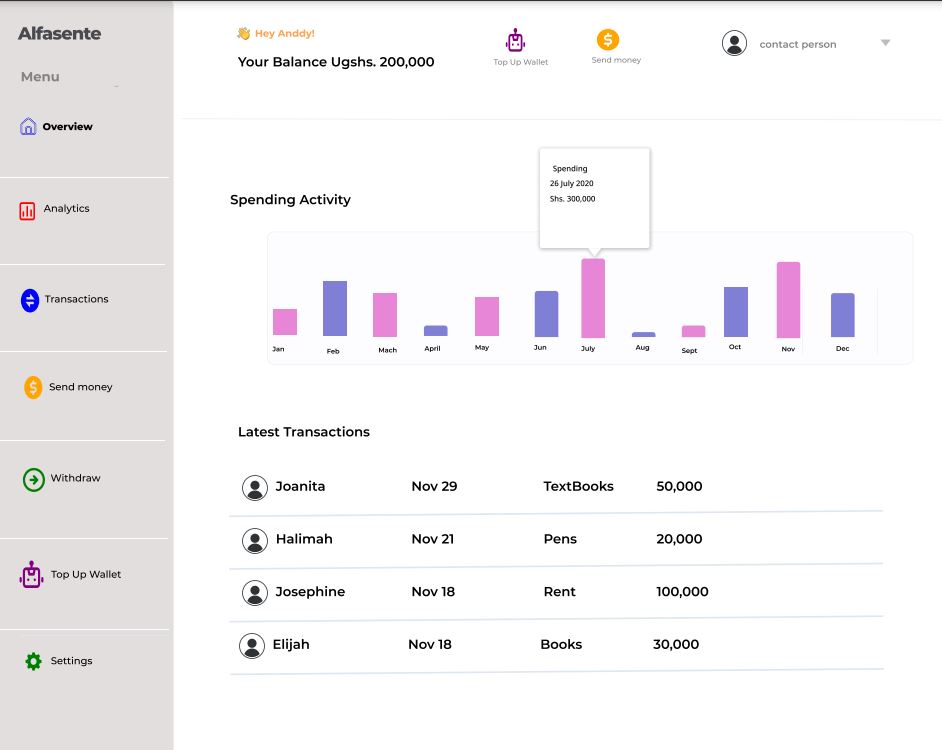 Alfasente
Menu
Overview
Analytics
Transactions
Send money
Withdraw
Top Up Wallet
Settings
Hey Anddy!
Your Balance Ugshs. 200,000
Top Up Wallet
Send money
contact person
Spending Activity
Spending
26 July 2020
Shs. 300,000
Jan Feb Mach April May Jun July Aug Sept Oct Nov Dec
Latest Transactions
Joanita Nov 29 TextBooks 50,000
Halimah Nov 21 Pens 20,000
Josephine Nov 18 Rent 100,000
Elijah Nov 18 Books 30,000